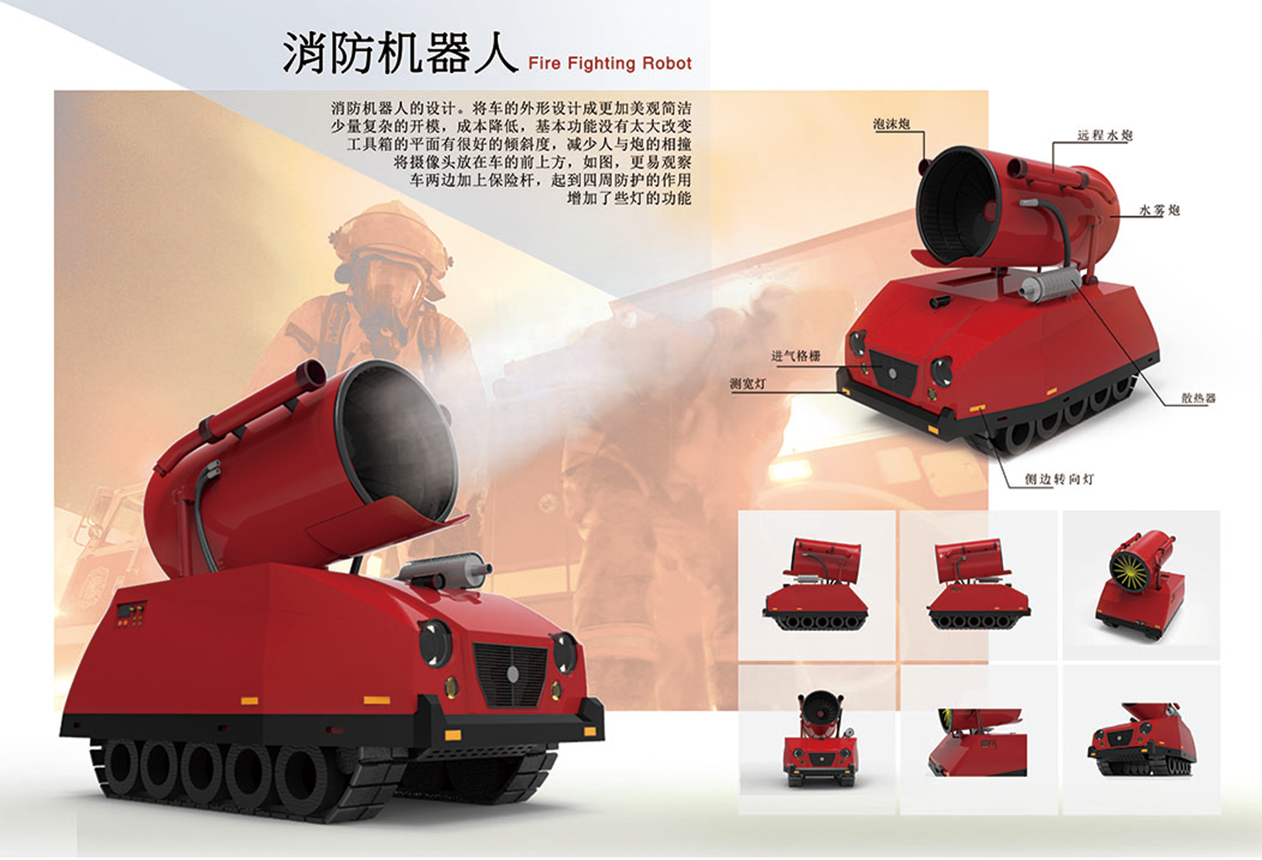 消防机器人 Fire Fighting Robot
消防机器人的设计。将车的外形设计成更加美观简洁
少量复杂的开模，成本降低，基本功能没有太大改变
工具箱的平面有很好的倾斜度，减少人与炮的相撞
将摄像头放在车的前上方，如图，更易观察
车两边加上保险杆，起到四周防护的作用
增加了些灯的功能
泡沫炮
远程水炮
水雾炮
进气格栅
测宽灯
散热器
侧边转向灯